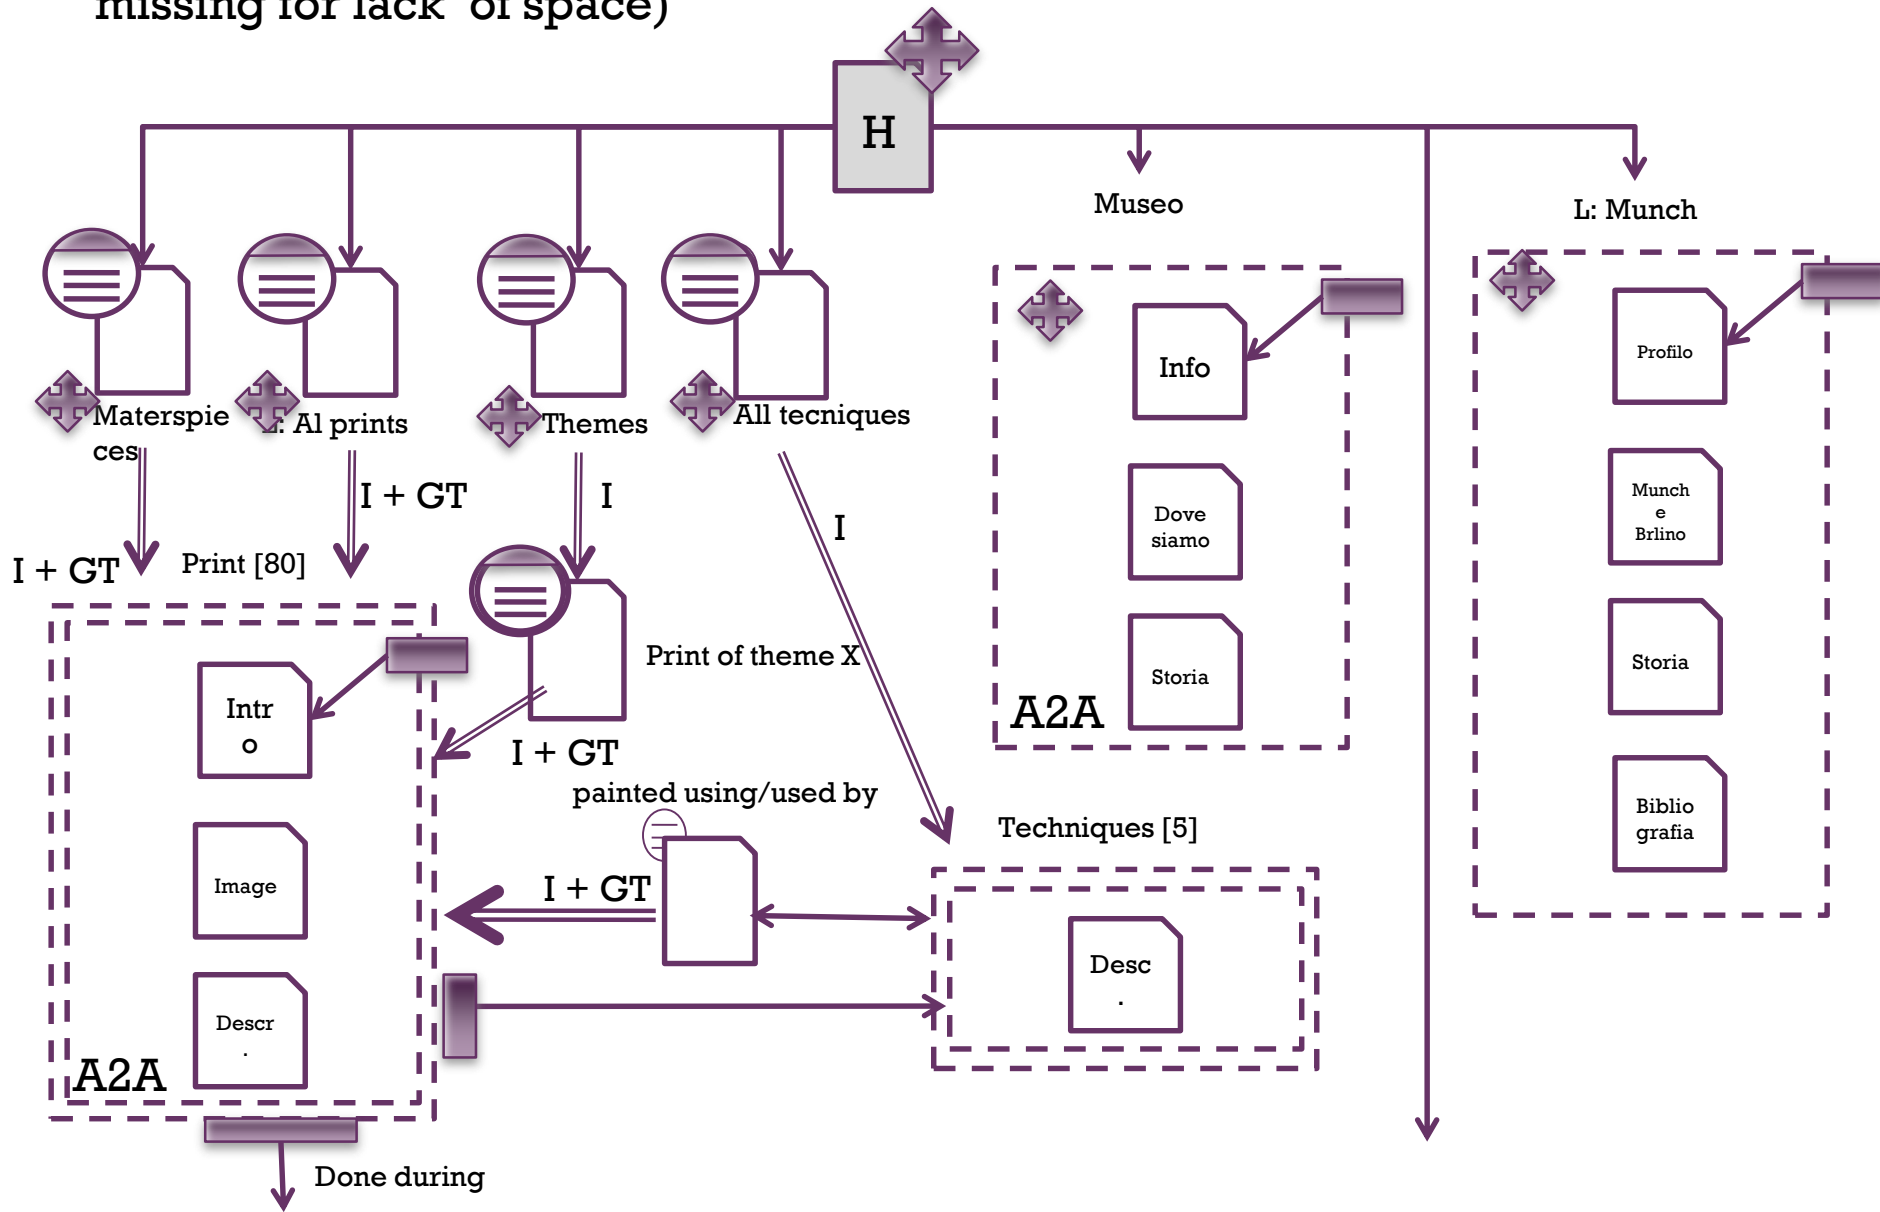 missing for lack  of space)
H
Museo
L: Munch
Materspie
ces
L: Al prints
Themes
All tecniques
Info
Profilo
I + GT
I
I
Dove
siamo
Munch
e
Brlino
I + GT
Print [80]
Print of theme X
Storia
Storia
Intr
o
A2A
I + GT
painted using/used by
Techniques [5]
Biblio
grafia
Image
I + GT
Desc
.
Descr
.
A2A
Done during